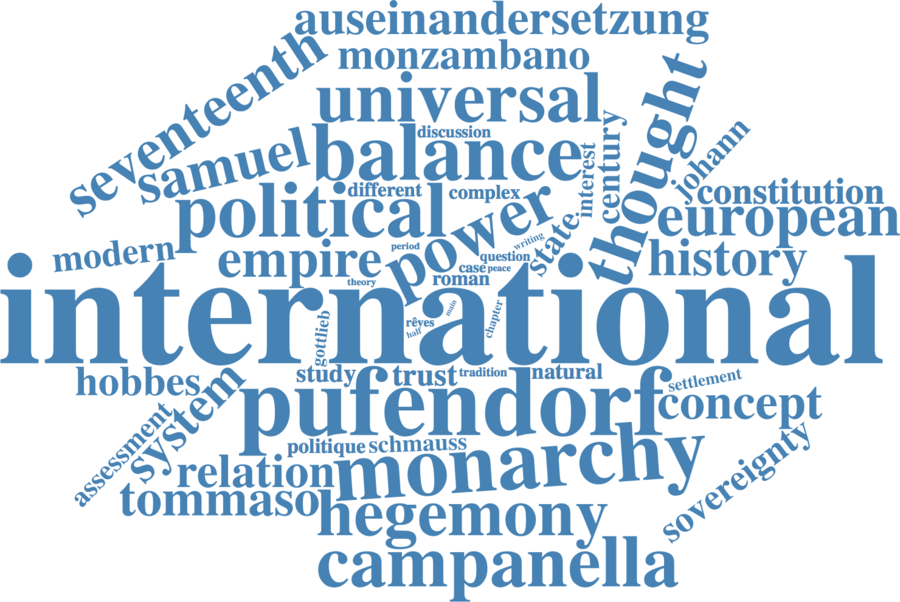 auseinandersetzung
monzambano
seventeenth
universal
thought
samuel
balance
discussion
century
interest
johann
different
complex
constitution
political
power
european
modern
empire
period
writing
state
question
history
theory
case
peace
roman
international
gottlieb
rêves
half
main
chapter
hobbes
study
trust
tradition
natural
settlement
system
pufendorf
concept
assessment
politique
schmauss
relation
monarchy
sovereignty
tommaso
hegemony
campanella